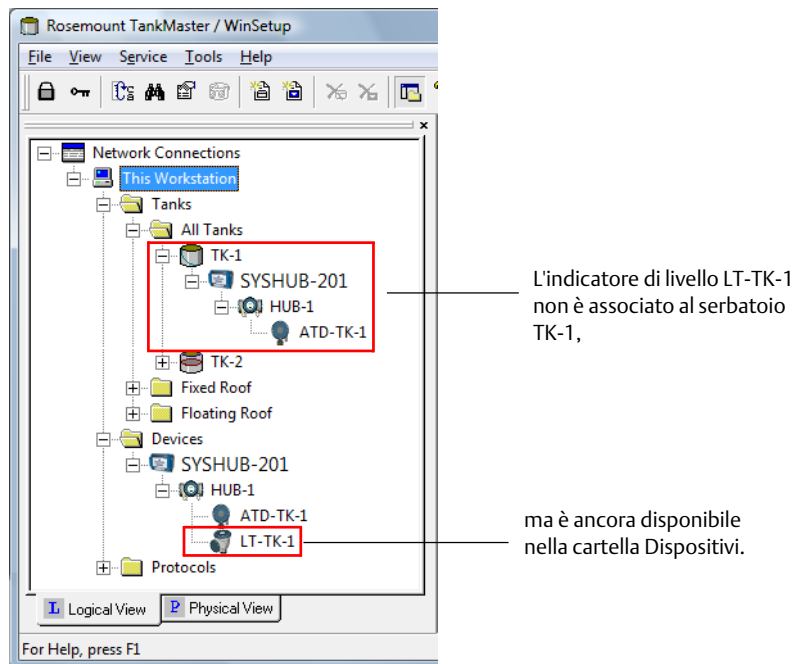 Rosemount TankMaster / WinSetup
File View Service Tools Help
Network Connections
This Workstation
Tanks
All Tanks
TK-1
SYSHUB-201
HUB-1
ATD-TK-1
TK-2
Fixed Roof
Floating Roof
Devices
SYSHUB-201
HUB-1
ATD-TK-1
LT-TK-1
Protocols
L Logical View P Physical View
For Help, press F1
L'indicatore di livello LT-TK-1
non è associato al serbatoio
TK-1,
ma è ancora disponibile
nella cartella Dispositivi.